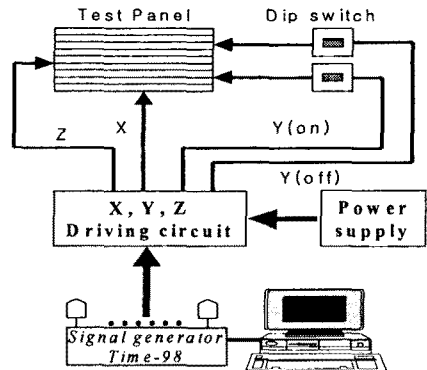 Test Panel
Dip switch
Z
X
Y(on)
Y(off)
X, Y, Z
Driving circuit
Power
supply
Signal generator
Time-98